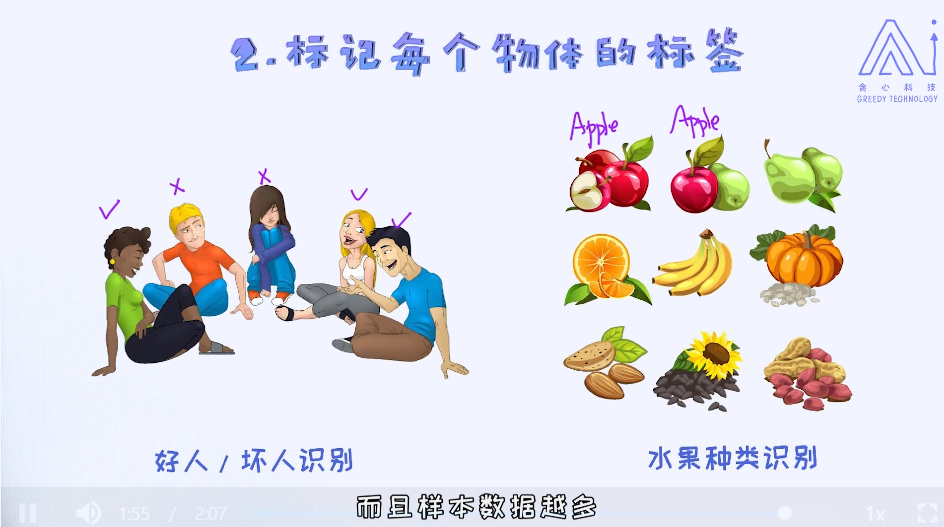 2.标记每个物体的标签
贪心科技
GREEDY TECHNOLOGY
Apple
Apple
好人/坏人识别
水果种类识别
而且样本数据越多
1:55 / 2:07
1x